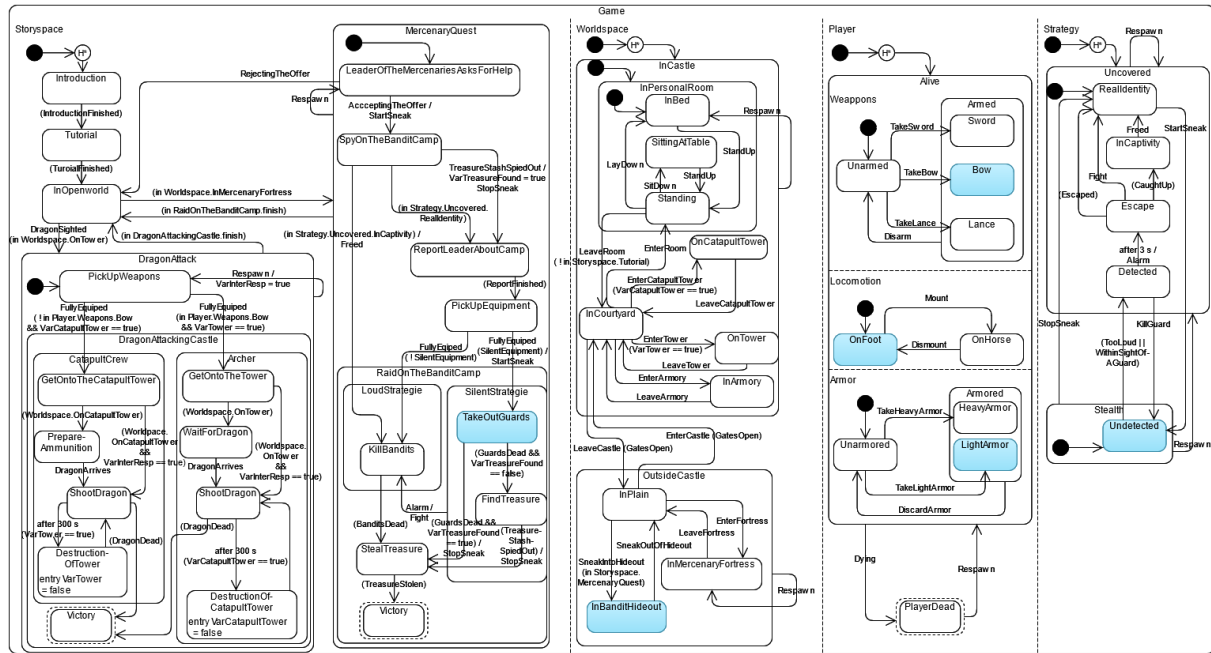 Game
Storyspace
H*
Introduction
(IntroductionFinished)
Tutorial
(TuroialFinished)
InOpenworld
RejectingTheOffer
(in Worldspace.InMercenaryFortress
(in RaidOnTheBanditCamp.finish)
DragonSighted
(in Worldspace.OnTower)
(in DragonAttackingCastle.finish)
DragonAttack
PickUpWeapons
Respawn /
VarInterResp = true
FullyEquiped
( ! in Player.Weapons.Bow
&& VarCatapultTower == true)
FullyEquiped
(in Player.Weapons.Bow
&& VarTower == true)
DragonAttackingCastle
CatapultCrew
GetOntoTheCatapultTower
(Worldspace.OnCatapultTower)
Prepare-
Ammunition
(Worldspace.
OnCatapultTower
&&
VarInterResp == true)
DragonArrives
ShootDragon
after 300 s
(VarTower == true)
(DragonDead)
Destruction-
OfTower
entry VarTower
= false
Victory
Archer
GetOntoTheTower
(Worldspace.OnTower)
WaitForDragon
(Worldspace.
OnTower
&&
VarInterResp == true)
DragonArrives
ShootDragon
(DragonDead)
after 300 s
(VarCatapultTower == true)
DestructionOf-
CatapultTower
entry VarCatapultTower
= false
MercenaryQuest
LeaderOfTheMercenariesAsksForHelp
Respawn
AccceptingTheOffer /
StartSneak
SpyOnTheBanditCamp
TreasureStashSpiedOut /
VarTreasureFound = true
StopSneak
(in Strategy.Uncovered.
RealIdentity)
(in Strategy.Uncovered.InCaptivity) /
Freed
ReportLeaderAboutCamp
(ReportFinished)
PickUpEquipment
FullyEquiped
( ! SilentEquipment)
FullyEquiped
(SilentEquipment) /
StartSneak
RaidOnTheBanditCamp
LoudStrategie
KillBandits
SilentStrategie
TakeOutGuards
(GuardsDead &&
VarTreasureFound
== false)
FindTreasure
Alarm /
Fight
(BanditsDead)
(GuardsDead &&
VarTreasureFound
== true) /
StopSneak
(Treasure-
Stash-
SpiedOut) /
StopSneak
StealTreasure
(TreasureStolen)
Victory
Worldspace
H*
InCastle
InPersonalRoom
InBed
SittingAtTable
StandUp
LayDown
StandUp
SitDown
Standing
Respawn
LeaveRoom
( ! in.Storyspace.Tutorial)
EnterRoom
OnCatapultTower
EnterCatapultTower
(VarCatapultTower == true)
LeaveCatapultTower
InCourtyard
EnterTower
(VarTower == true)
OnTower
LeaveTower
EnterArmory
InArmory
LeaveArmory
EnterCastle (GatesOpen)
LeaveCastle (GatesOpen)
OutsideCastle
InPlain
EnterFortress
LeaveFortress
SneakOutOfHideout
SneakIntoHideout
(in Storyspace.
MercenaryQuest)
InMercenaryFortress
InBanditHideout
Respawn
Player
H*
Alive
Weappons
Armed
Sword
TakeSword
Unarmed
TakeBow
Bow
TakeLance
Lance
Disarm
Locomotion
Mount
OnFoot
Dismount
OnHorse
Armor
Armored
TakeHeavyArmor
HeavyArmor
Unarmored
LightArmor
TakeLightArmor
DiscardArmor
Dying
Respawn
PlayerDead
Strategy
H*
Respawn
Uncovered
RealIdentity
StartSneak
Freed
InCaptivity
Fight
(Escaped)
(CaughtUp)
Escape
after 3 s /
Alarm
Detected
StopSneak
KillGuard
(TooLoud ||
WithinSightOf-
AGuard)
Stealth
Undetected
Respawn